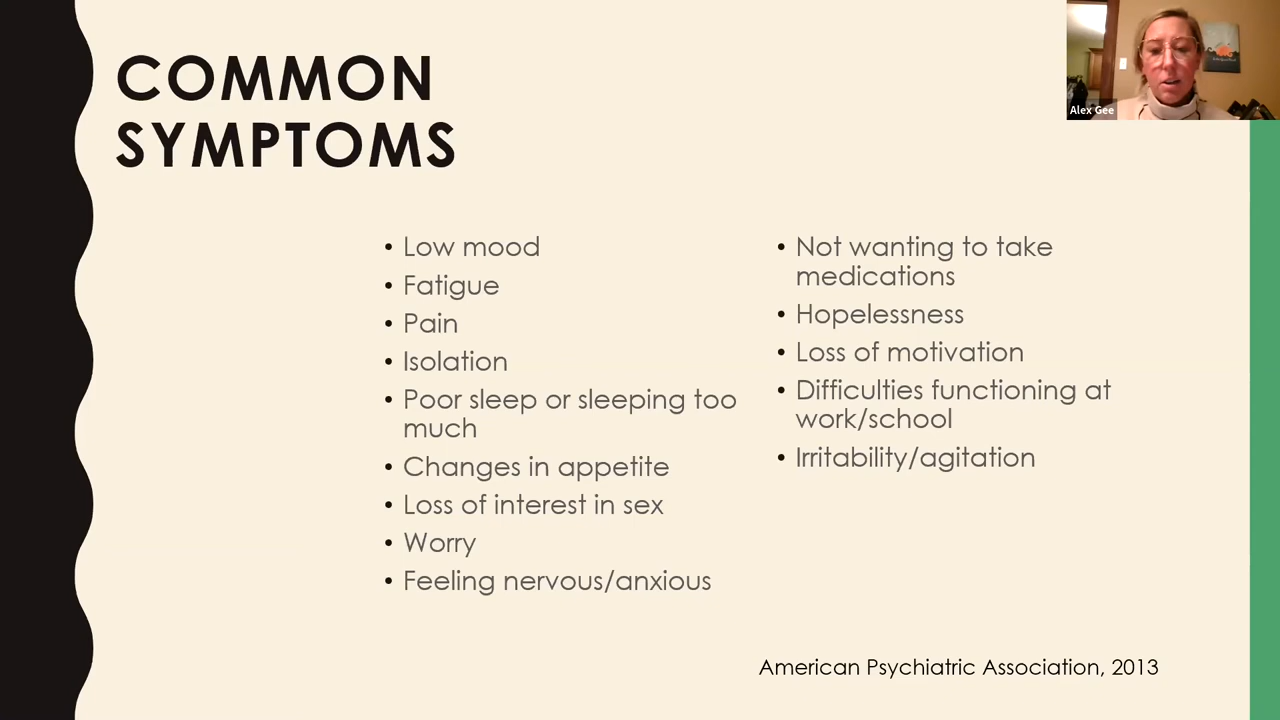 COMMON
SYMPTOMS
• Low mood
• Fatigue
• Pain
• Isolation
• Poor sleep or sleeping too
much
• Changes in appetite
• Loss of interest in sex
• Worry
• Feeling nervous/anxious
• Not wanting to take
medications
• Hopelessness
• Loss of motivation
• Difficulties functioning at
work/school
• Irritability/agitation
American Psychiatric Association, 2013
Alex Gee